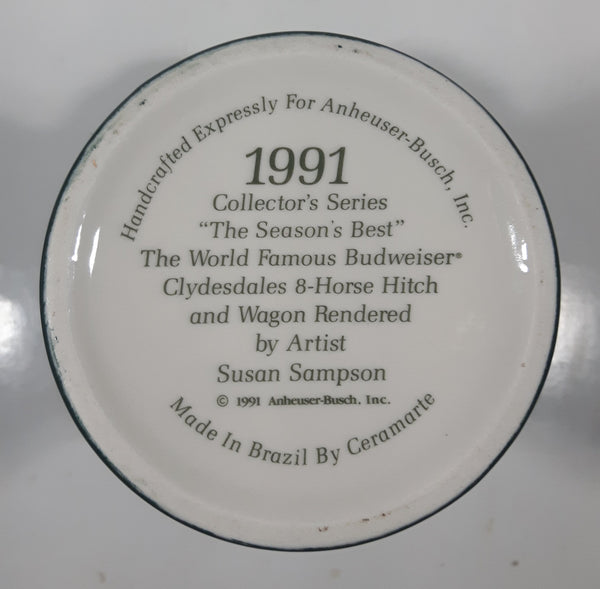 Handcrafted Expressly For Anheuser-Busch, Inc.
1991
Collector's Series
"The Season's Best"
The World Famous Budweiser®
Clydesdales 8-Horse Hitch
and Wagon Rendered
by Artist
Susan Sampson
© 1991 Anheuser-Busch, Inc.
Made In Brazil By Ceramarte